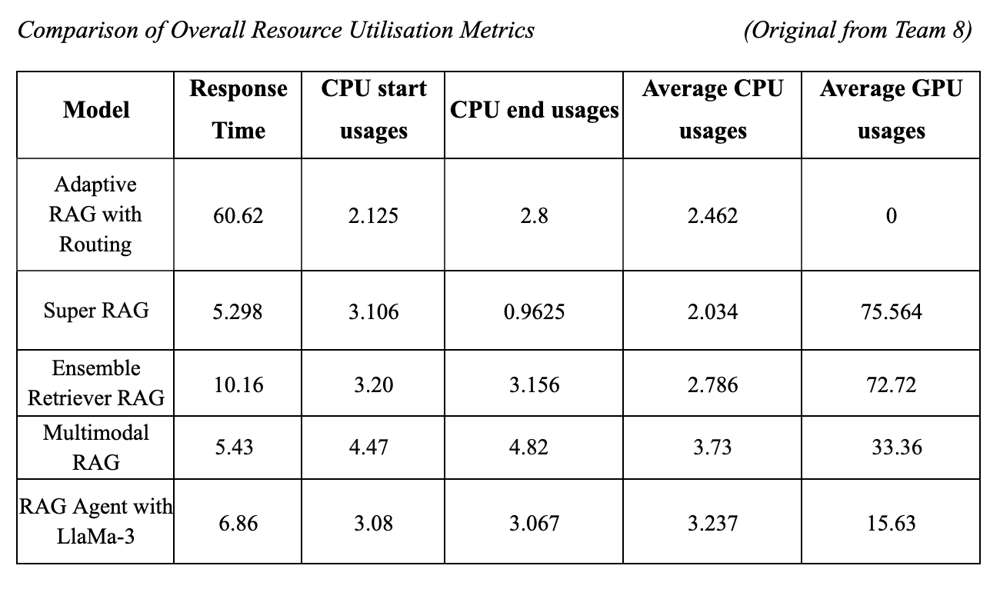 Comparison of Overall Resource Utilisation Metrics (Original from Team 8)
Model Response Time CPU start usages CPU end usages Average CPU usages Average GPU usages
Adaptive RAG with Routing 60.62 2.125 2.8 2.462 0
Super RAG 5.298 3.106 0.9625 2.034 75.564
Ensemble Retriever RAG 10.16 3.20 3.156 2.786 72.72
Multimodal RAG 5.43 4.47 4.82 3.73 33.36
RAG Agent with LlaMa-3 6.86 3.08 3.067 3.237 15.63